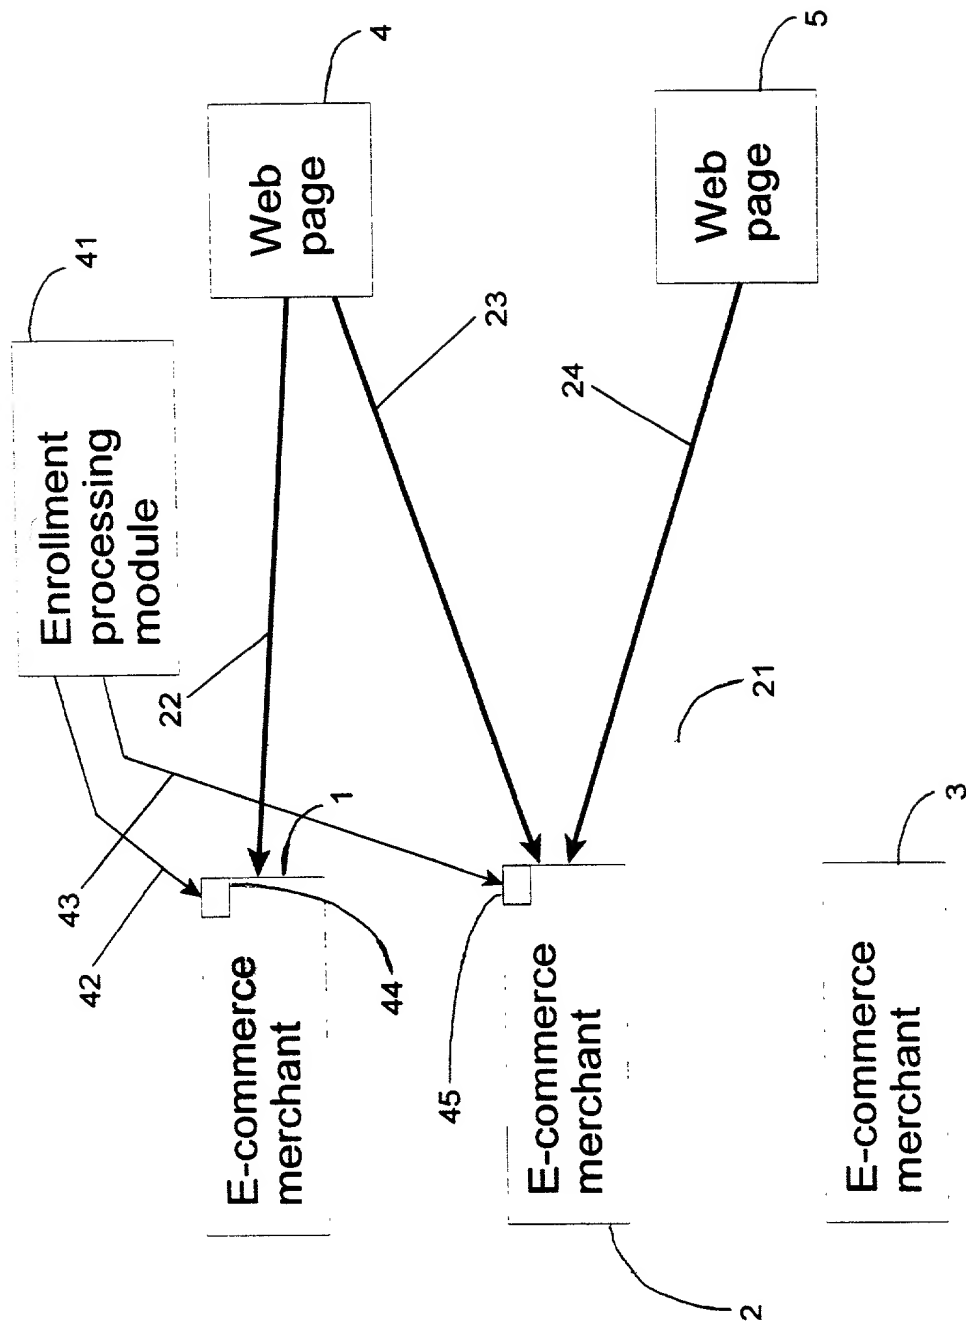 Enrollment
processing
module
41
42
43
22
E-commerce
merchant
1
44
Web
page
4
23
E-commerce
merchant
45
2
24
Web
page
5
21
E-commerce
merchant
3